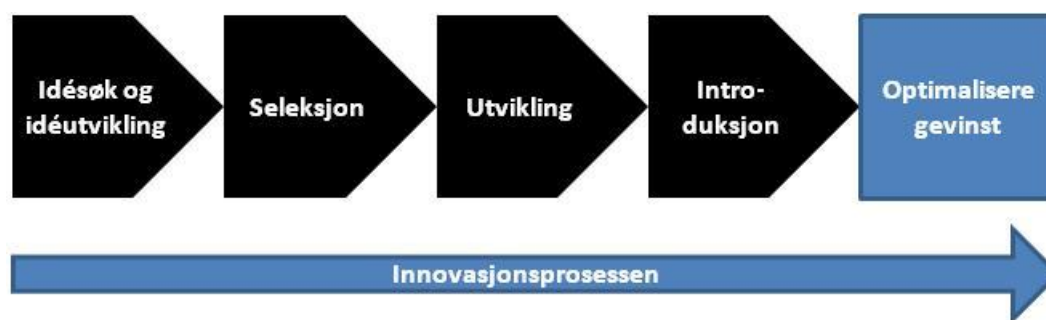 Idésøk og
idéutvikling
Seleksjon
Utvikling
Intro-
duksjon
Optimalisere
gevinst
Innovasjonsprosessen